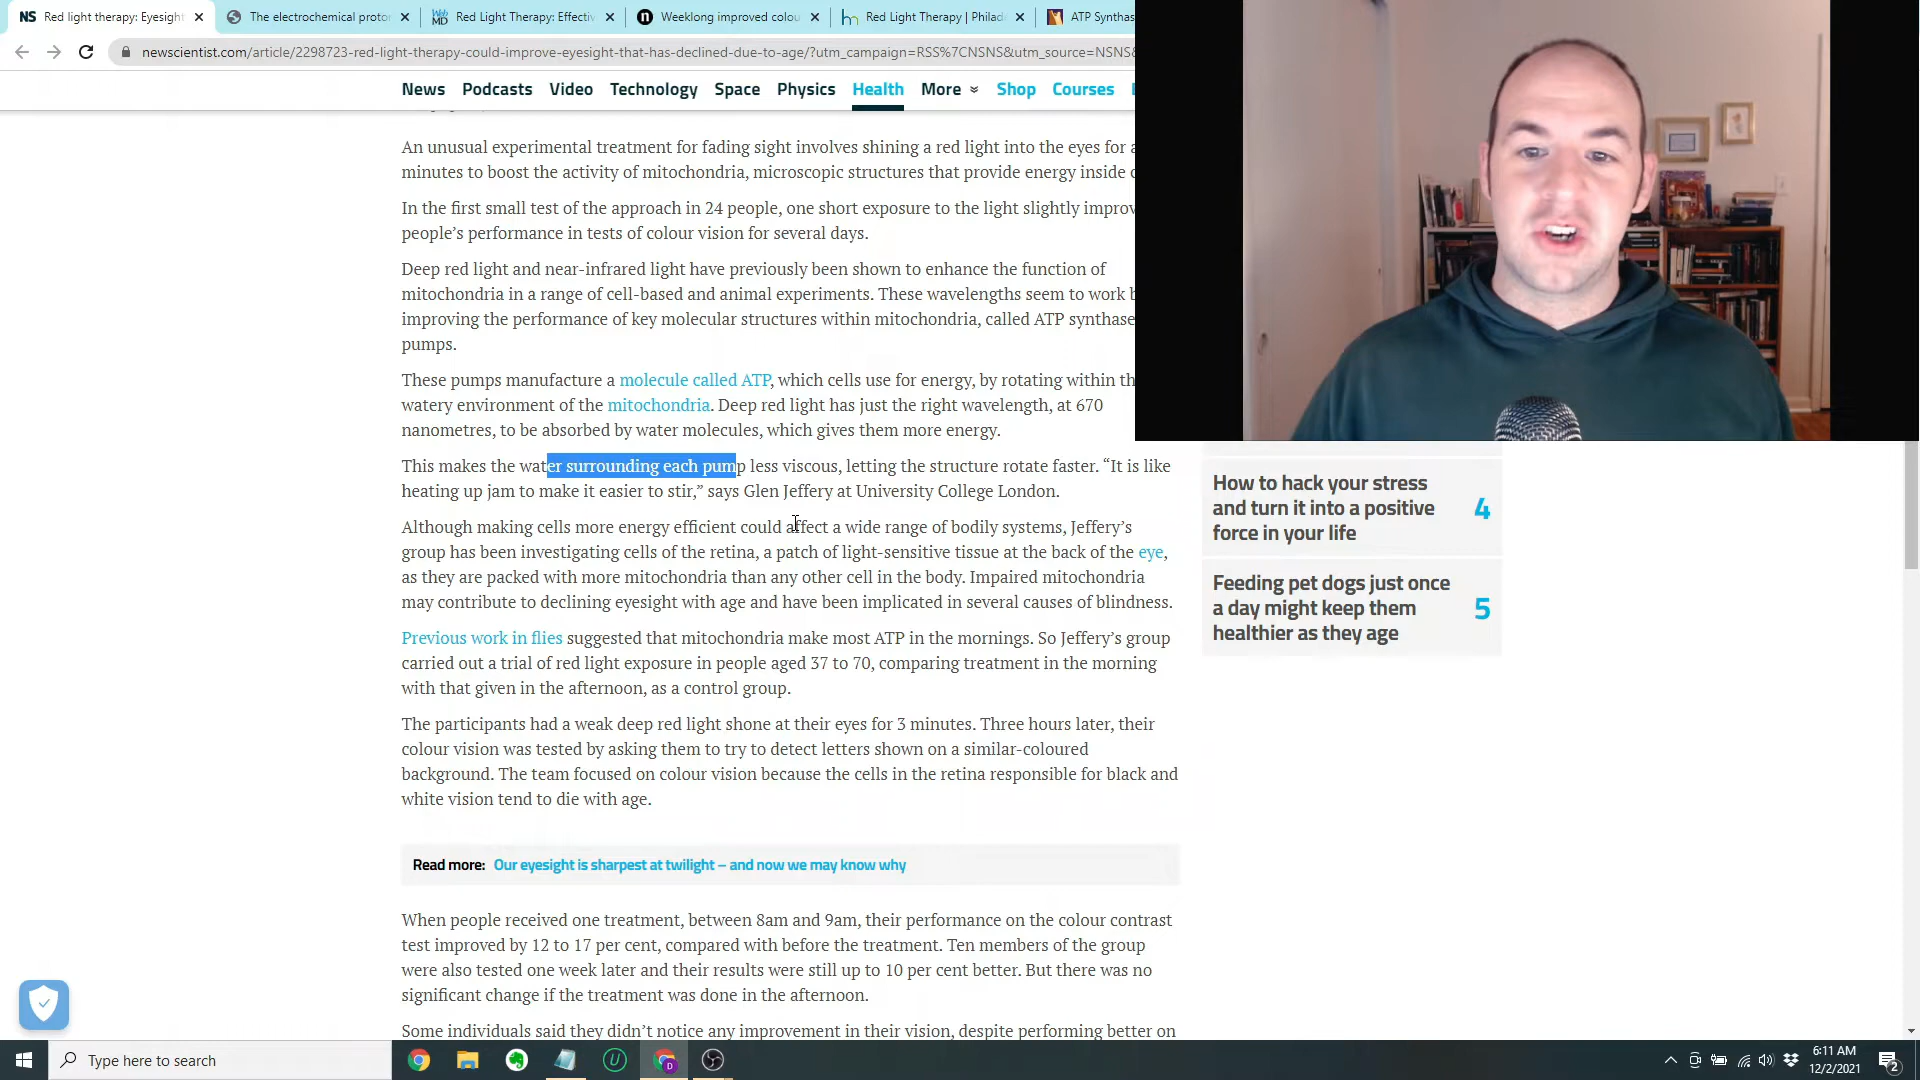 Red light therapy: Eyesight
The electrochemical proto
Red Light Therapy: Effectiv
Weeklong improved colou
Red Light Therapy | Philad
ATP Synthas
newscientist.com/article/2298723-red-light-therapy-could-improve-eyesight-that-has-declined-due-to-age/?utm_campaign=RSS%7CNSNS&utm_source=NSNS&
News Podcasts Video Technology Space Physics Health More Shop Courses
An unusual experimental treatment for fading sight involves shining a red light into the eyes for a
minutes to boost the activity of mitochondria, microscopic structures that provide energy inside
In the first small test of the approach in 24 people, one short exposure to the light slightly improv
people’s performance in tests of colour vision for several days.
Deep red light and near-infrared light have previously been shown to enhance the function of
mitochondria in a range of cell-based and animal experiments. These wavelengths seem to work
improving the performance of key molecular structures within mitochondria, called ATP synthase
pumps.
These pumps manufacture a molecule called ATP, which cells use for energy, by rotating within th
watery environment of the mitochondria. Deep red light has just the right wavelength, at 670
nanometres, to be absorbed by water molecules, which gives them more energy.
This makes the water surrounding each pump less viscous, letting the structure rotate faster. “It is like
heating up jam to make it easier to stir,” says Glen Jeffery at University College London.
Although making cells more energy efficient could affect a wide range of bodily systems, Jeffery’s
group has been investigating cells of the retina, a patch of light-sensitive tissue at the back of the eye,
as they are packed with more mitochondria than any other cell in the body. Impaired mitochondria
may contribute to declining eyesight with age and have been implicated in several causes of blindness.
Previous work in flies suggested that mitochondria make most ATP in the mornings. So Jeffery’s group
carried out a trial of red light exposure in people aged 37 to 70, comparing treatment in the morning
with that given in the afternoon, as a control group.
The participants had a weak deep red light shone at their eyes for 3 minutes. Three hours later, their
colour vision was tested by asking them to try to detect letters shown on a similar-coloured
background. The team focused on colour vision because the cells in the retina responsible for black and
white vision tend to die with age.
Read more: Our eyesight is sharpest at twilight – and now we may know why
When people received one treatment, between 8am and 9am, their performance on the colour contrast
test improved by 12 to 17 per cent, compared with before the treatment. Ten members of the group
were also tested one week later and their results were still up to 10 per cent better. But there was no
significant change if the treatment was done in the afternoon.
Some individuals said they didn’t notice any improvement in their vision, despite performing better on
How to hack your stress
and turn it into a positive
force in your life
4
Feeding pet dogs just once
a day might keep them
healthier as they age
5
Type here to search
6:11 AM
12/2/2021
2